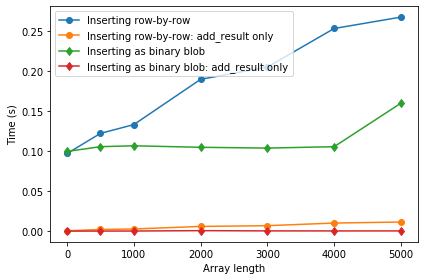 Inserting row-by-row
Inserting row-by-row: add_result only
Inserting as binary blob
Inserting as binary blob: add_result only
Time (s)
0.25
0.20
0.15
0.10
0.05
0.00
0 1000 2000 3000 4000 5000
Array length